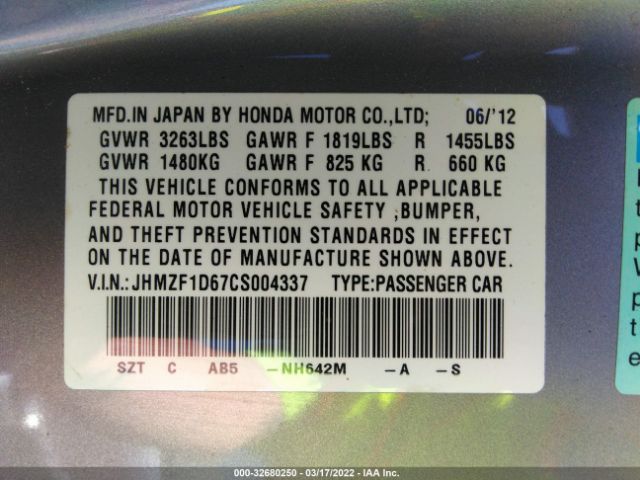 MFD.IN JAPAN BY HONDA MOTOR CO.,LTD; 06/'12
GVWR 3263LBS GAWR F 1819LBS R 1455LBS
GVWR 1480KG GAWR F 825 KG R 660 KG
THIS VEHICLE CONFORMS TO ALL APPLICABLE
FEDERAL MOTOR VEHICLE SAFETY ,BUMPER,
AND THEFT PREVENTION STANDARDS IN EFFECT
ON THE DATE OF MANUFACTURE SHOWN ABOVE.
V.I.N.:JHMZF1D67CS004337 TYPE:PASSENGER CAR
SZT C AB5 -NH642M -A -S
000-32680250 - 03/17/2022 - IAA Inc.